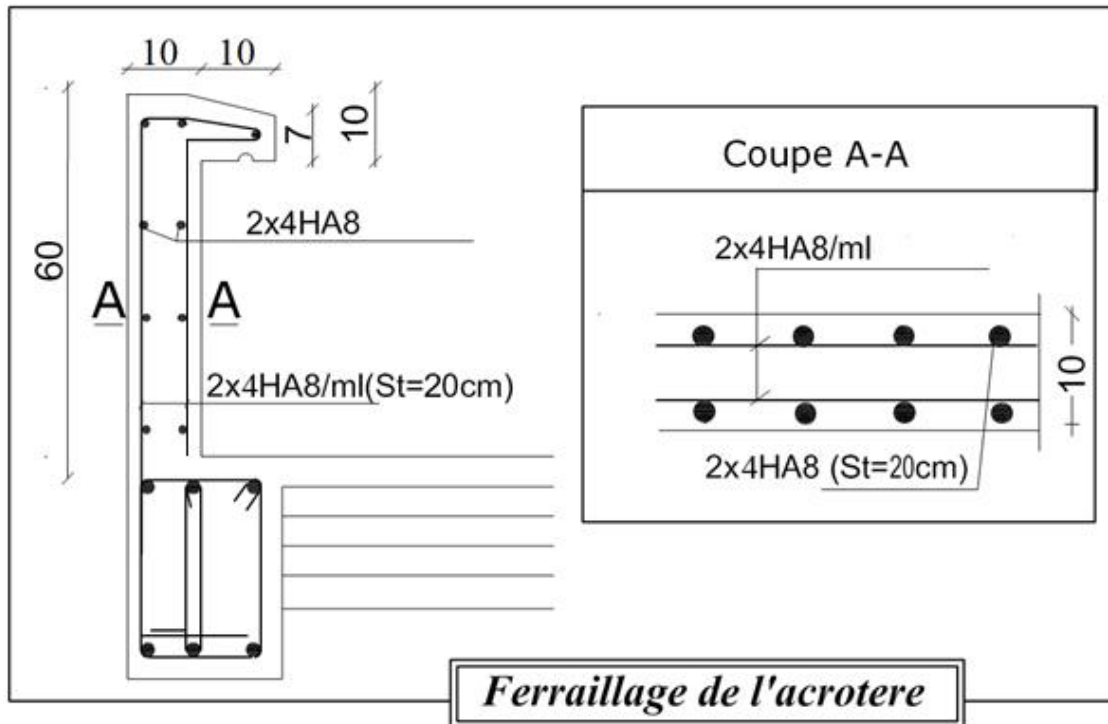 10 10
7
10
60
2x4HA8
A A
2x4HA8/ml(St=20cm)
Coupe A-A
2x4HA8/ml
10
2x4HA8 (St=20cm)
Ferraillage de l'acrotere